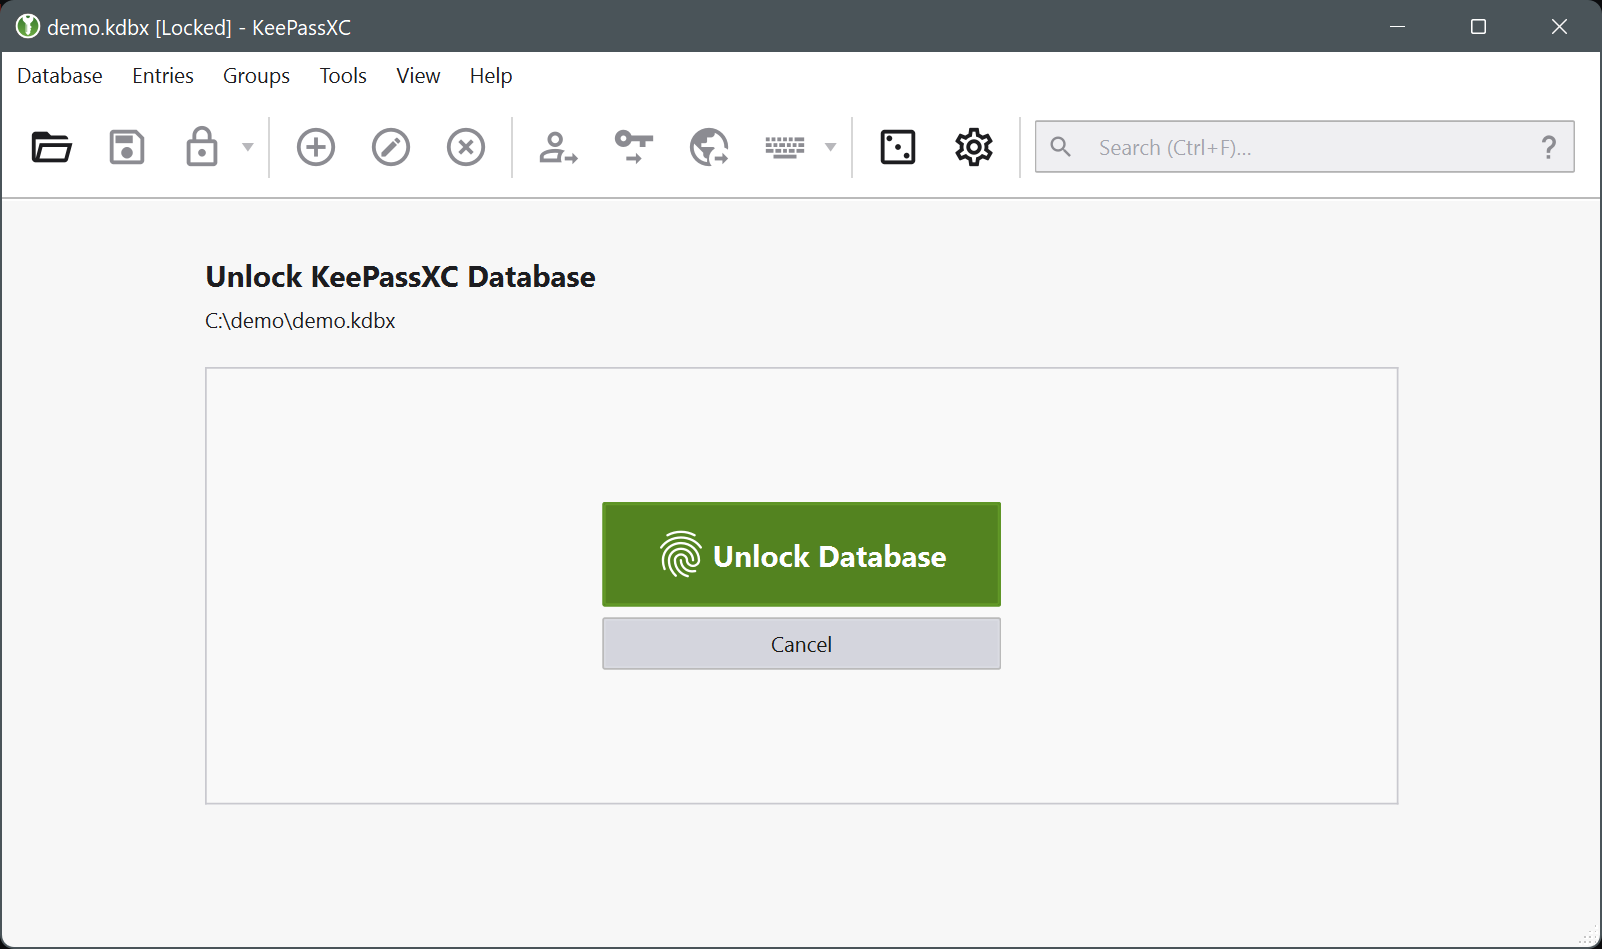 demo.kdbx [Locked] - KeePassXC
Database Entries Groups Tools View Help
Search (Ctrl+F)... ?
Unlock KeePassXC Database
C:\demo\demo.kdbx
Unlock Database
Cancel